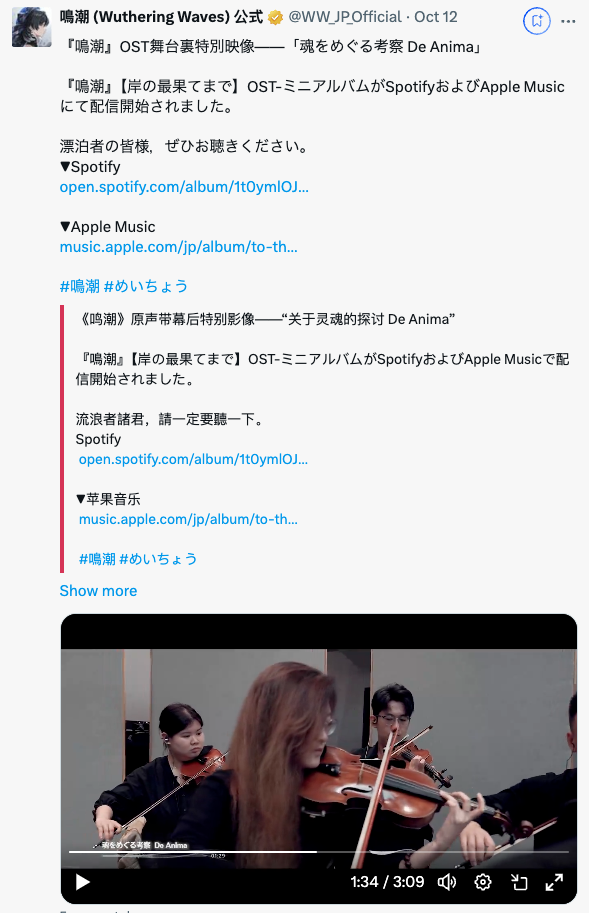 鳴潮 (Wuthering Waves) 公式 @WW_JP_Official · Oct 12
『鳴潮』OST舞台裏特別映像——「魂をめぐる考察 De Anima」
『鳴潮』【岸の最果てまで】OST-ミニアルバムがSpotifyおよびApple Music
にて配信開始されました。
漂泊者の皆様，ぜひお聴きください。
▼Spotify
open.spotify.com/album/1t0ymlOJ…
▼Apple Music
music.apple.com/jp/album/to-th…
#鳴潮 #めいちょう
《鸣潮》原声带幕后特别影像——“关于灵魂的探讨 De Anima”
『鳴潮』【岸の最果てまで】OST-ミニアルバムがSpotifyおよびApple Musicで配
信開始されました。
流浪者諸君，請一定要聽一下。
Spotify
open.spotify.com/album/1t0ymlOJ…
▼苹果音乐
music.apple.com/jp/album/to-th…
#鳴潮 #めいちょう
Show more
魂をめぐる考察 De Anima
01:29
1:34 / 3:09